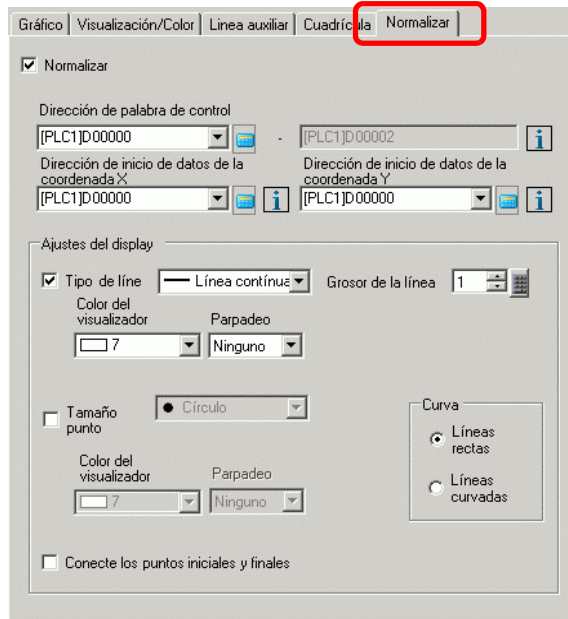 Gráfico Visualización/Color Linea auxiliar Cuadrícula Normalizar
Normalizar
Dirección de palabra de control
[PLC1]D00000 - [PLC1]D00002
Dirección de inicio de datos de la coordenada X
Dirección de inicio de datos de la coordenada Y
[PLC1]D00000 [PLC1]D00000
Ajustes del display
Tipo de líne Línea contínua Grosor de la línea 1
Color del visualizador Parpadeo
7 Ninguno
Tamaño punto Círculo
Color del visualizador Parpadeo
7 Ninguno
Curva
Líneas rectas
Líneas curvadas
Conecte los puntos iniciales y finales